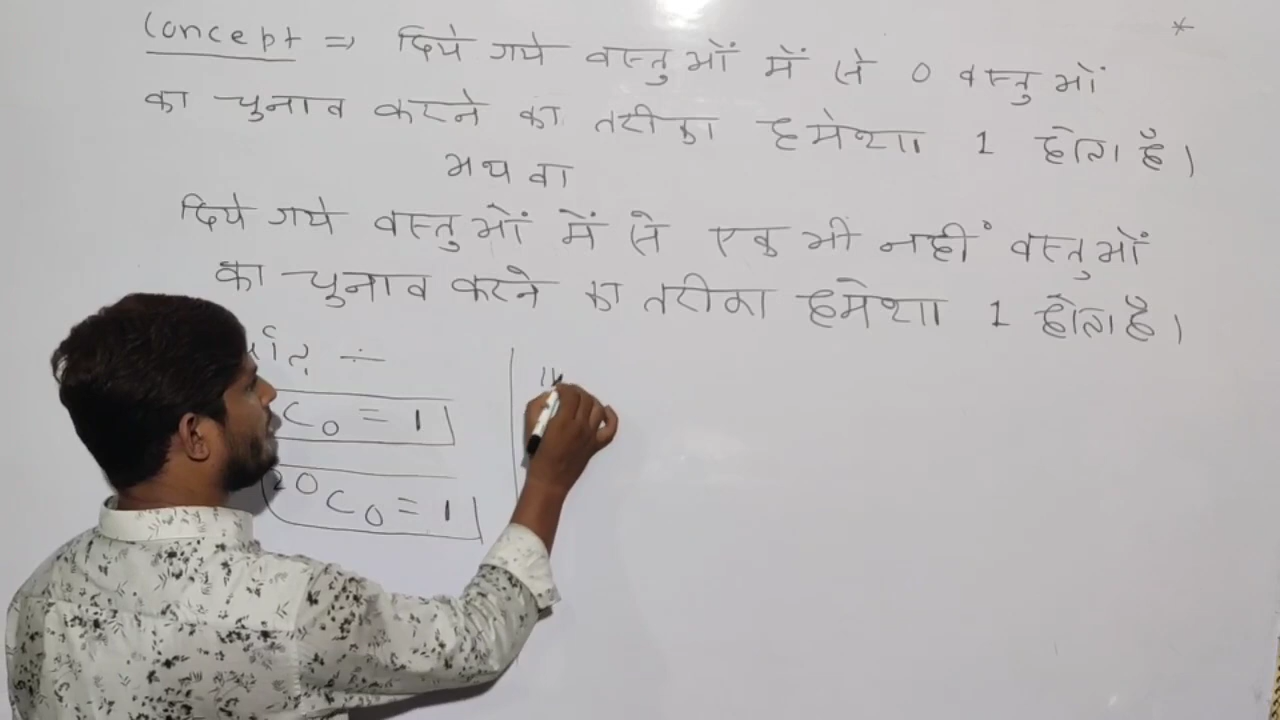 Concept ⇒ दिये गये वस्तुओं में से 0 वस्तुओं
का चुनाव करने का तरीका हमेशा 1 होता है।
अथवा
दिये गये वस्तुओं में से एक भी नहीं वस्तुओं
का चुनाव करने का तरीका हमेशा 1 होता है।
C₀ = 1
²⁰C₀ = 1